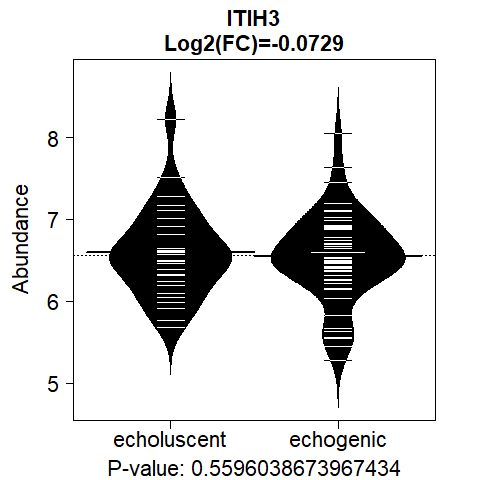 ITIH3
Log2(FC)=-0.0729
Abundance
8
7
6
5
echoluscent echogenic
P-value: 0.5596038673967434